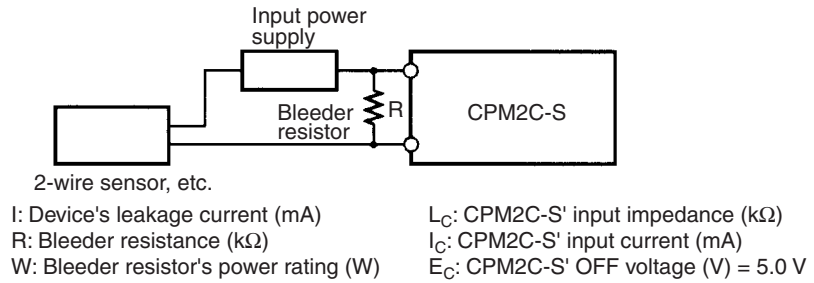 Input power
supply
Bleeder
resistor
R
CPM2C-S
2-wire sensor, etc.
I: Device's leakage current (mA)
R: Bleeder resistance (kΩ)
W: Bleeder resistor's power rating (W)
L_C: CPM2C-S' input impedance (kΩ)
I_C: CPM2C-S' input current (mA)
E_C: CPM2C-S' OFF voltage (V) = 5.0 V